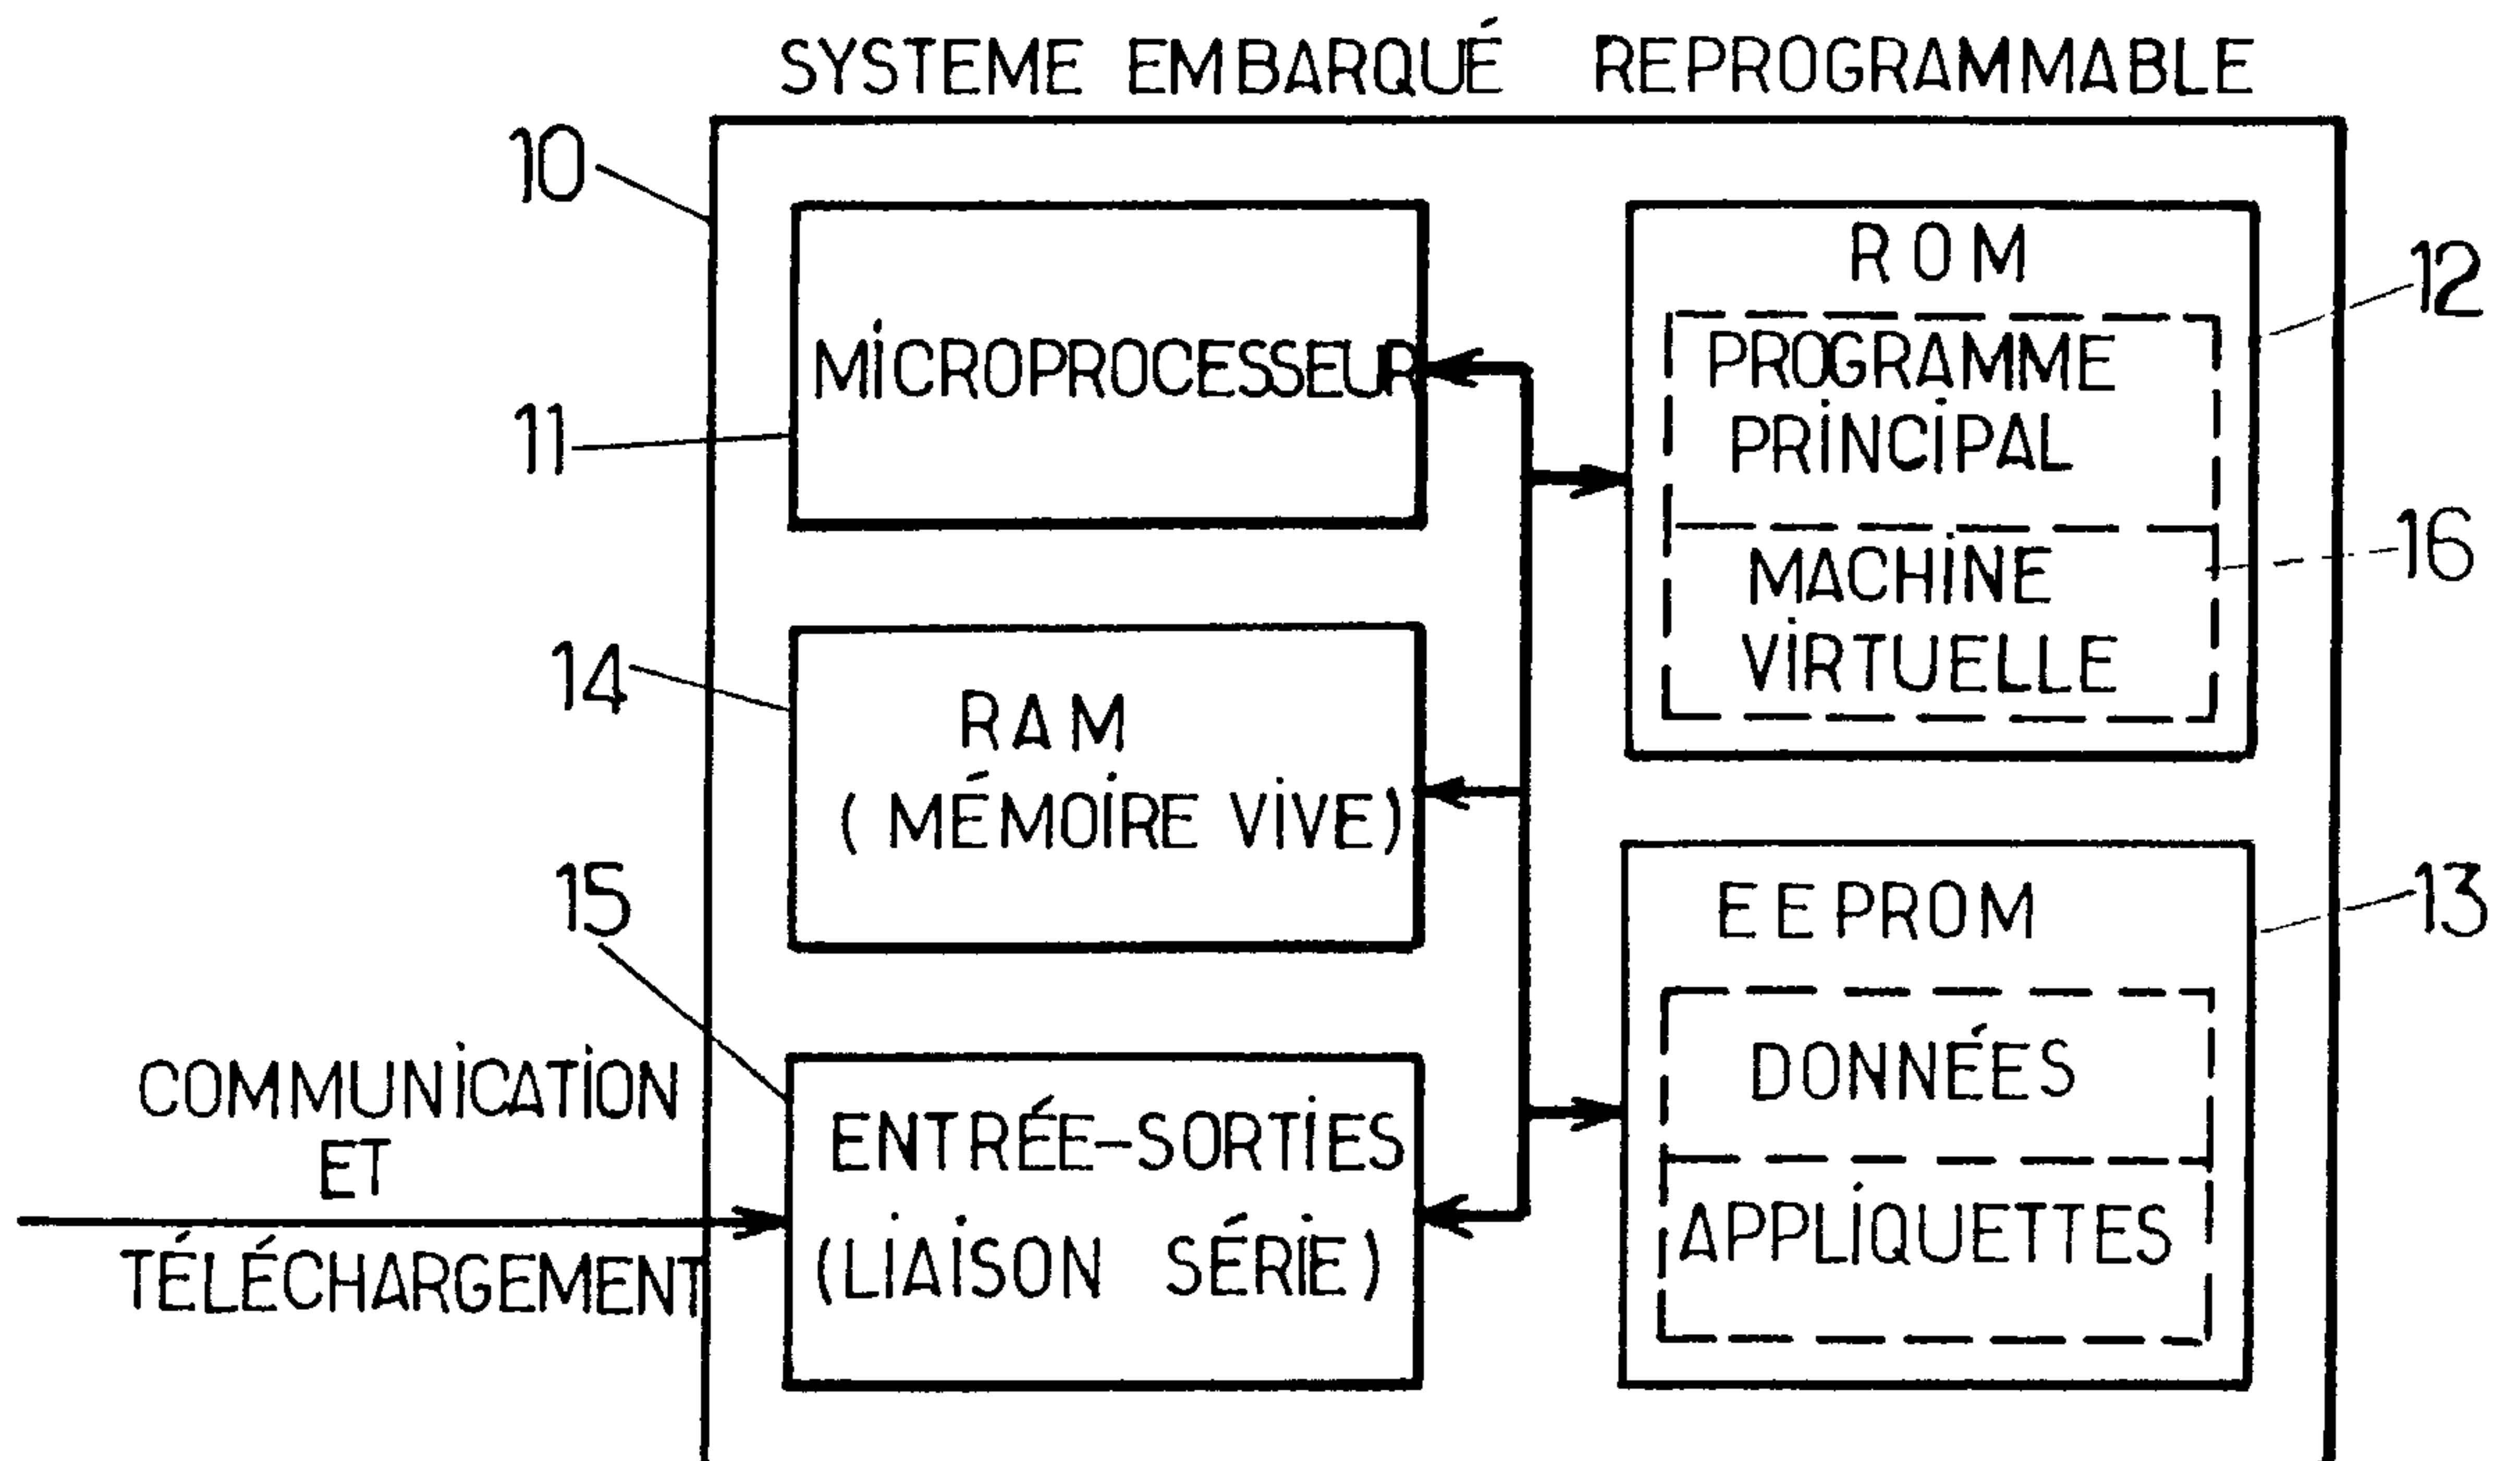 SYSTEME EMBARQUÉ REPROGRAMMABLE
10
MICROPROCESSEUR
11
ROM
12
PROGRAMME
PRINCIPAL
MACHINE
VIRTUELLE
16
14
RAM
(MÉMOIRE VIVE)
15
EEPROM
13
DONNÉES
APPLIQUETTES
COMMUNICATION
ET
TÉLÉCHARGEMENT
ENTRÉE-SORTIES
(LIAISON SÉRIE)